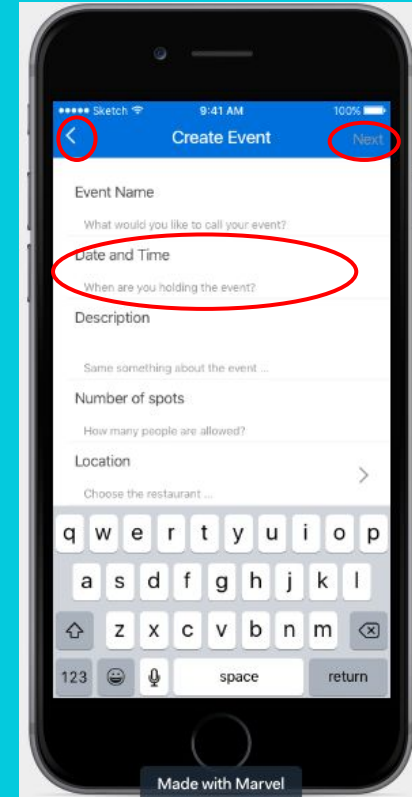 Sketch 9:41 AM 100%
Create Event Next
Event Name
What would you like to call your event?
Date and Time
When are you holding the event?
Description
Same something about the event ...
Number of spots
How many people are allowed?
Location
Choose the restaurant ...
q w e r t y u i o p
a s d f g h j k l
z x c v b n m
123 space return
Made with Marvel